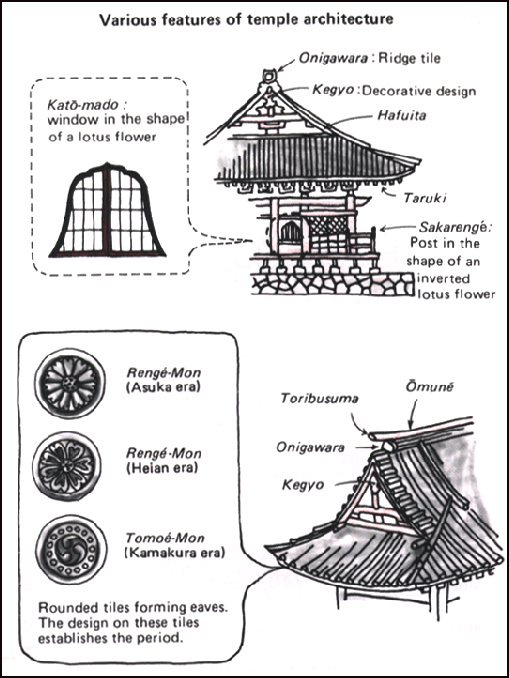 Various features of temple architecture
Onigawara: Ridge tile
Kegyo: Decorative design
Hafuita
Katō-mado:
window in the shape
of a lotus flower
Taruki
Sakarengé:
Post in the
shape of an
inverted
lotus flower
Rengé-Mon
(Asuka era)
Rengé-Mon
(Heian era)
Tomoé-Mon
(Kamakura era)
Rounded tiles forming eaves.
The design on these tiles
establishes the period.
Toribusuma
Ōmuné
Onigawara
Kegyo